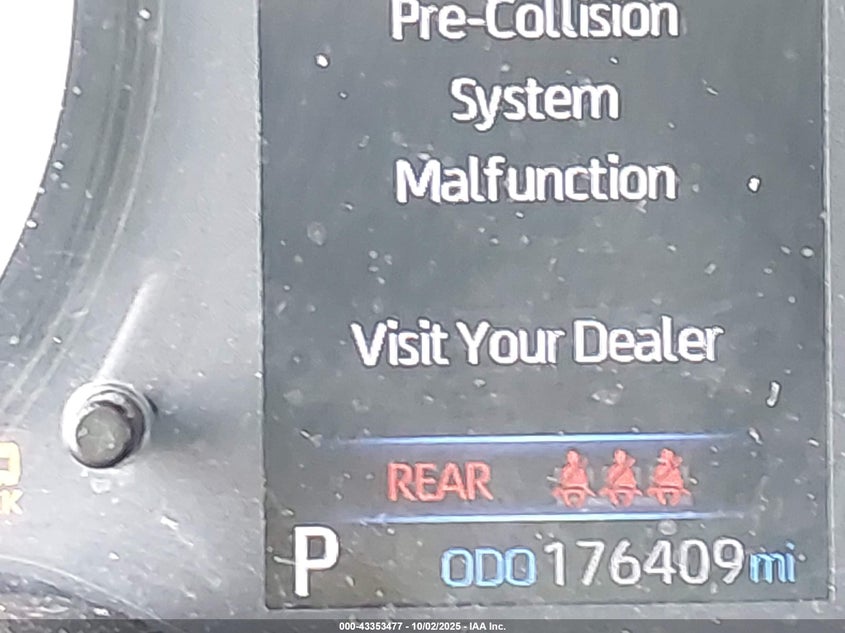 Pre-Collision
System
Malfunction
Visit Your Dealer
REAR
P ODO 176409 mi
000-43353477 - 10/02/2025 - IAA Inc.